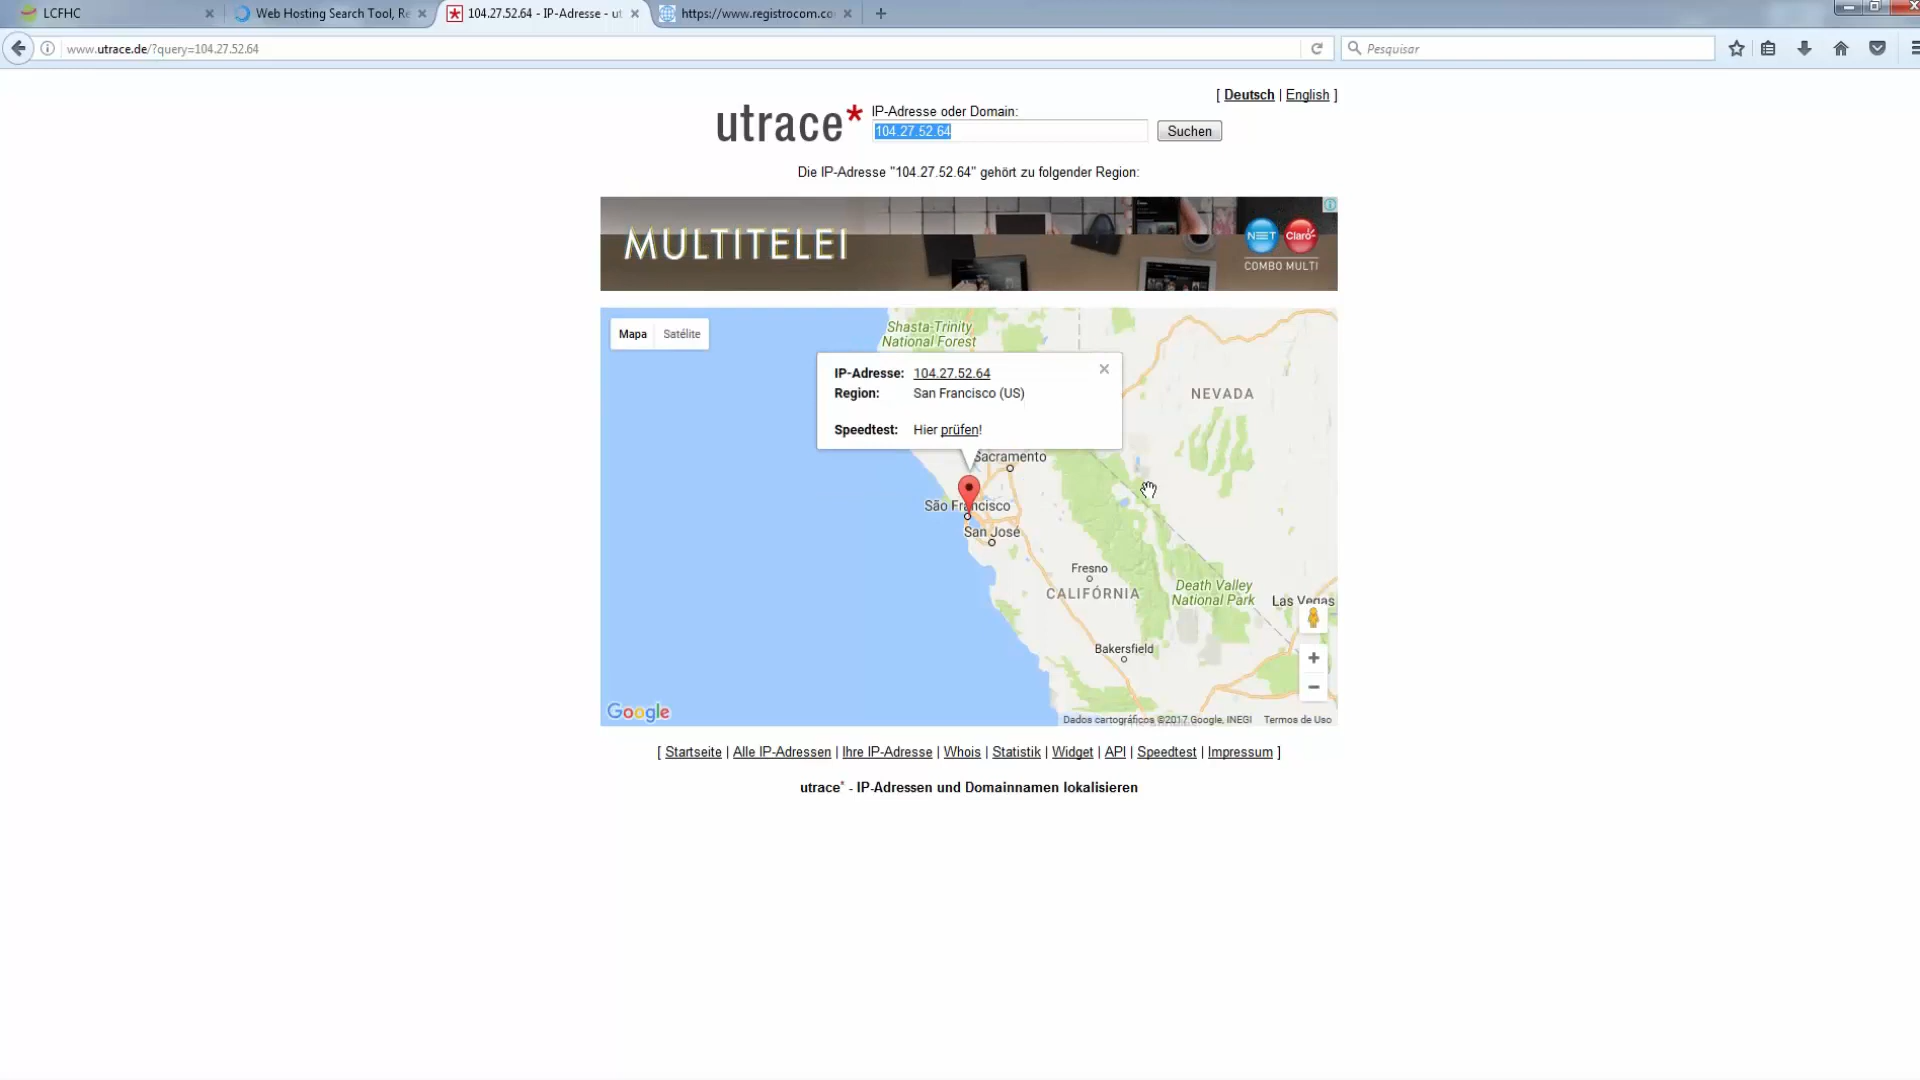 LCFHC
Web Hosting Search Tool, Re
104.27.52.64 - IP-Adresse - ut
https://www.registrocom.co
www.utrace.de/?query=104.27.52.64
Pesquisar
[ Deutsch | English ]
utrace*
IP-Adresse oder Domain:
104.27.52.64
Suchen
Die IP-Adresse "104.27.52.64" gehört zu folgender Region:
MULTITELEI
NET
Claro
COMBO MULTI
Mapa
Satélite
Shasta-Trinity
National Forest
IP-Adresse: 104.27.52.64
Region: San Francisco (US)
Speedtest: Hier prüfen!
NEVADA
Sacramento
São Francisco
San José
Fresno
CALIFÓRNIA
Death Valley
National Park
Las Vegas
Bakersfield
+
−
Google
Dados cartográficos ©2017 Google, INEGI
Termos de Uso
[ Startseite | Alle IP-Adressen | Ihre IP-Adresse | Whois | Statistik | Widget | API | Speedtest | Impressum ]
utrace* - IP-Adressen und Domainnamen lokalisieren